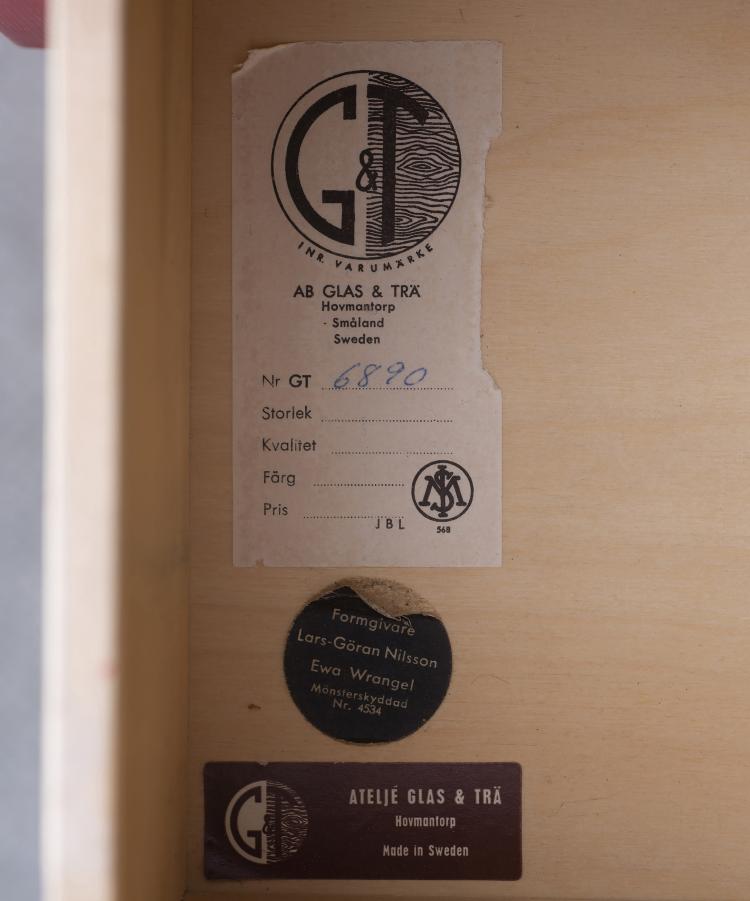 G&T
INR. VARUMÄRKE
AB GLAS & TRÄ
Hovmantorp
- Småland
Sweden
Nr GT 6890
Storlek
Kvalitet
Färg
Pris
JBL
568
Formgivare
Lars-Göran Nilsson
Ewa Wrangel
Mönsterskyddad
Nr. 4534
G&T
ATELJÉ GLAS & TRÄ
Hovmantorp
Made in Sweden